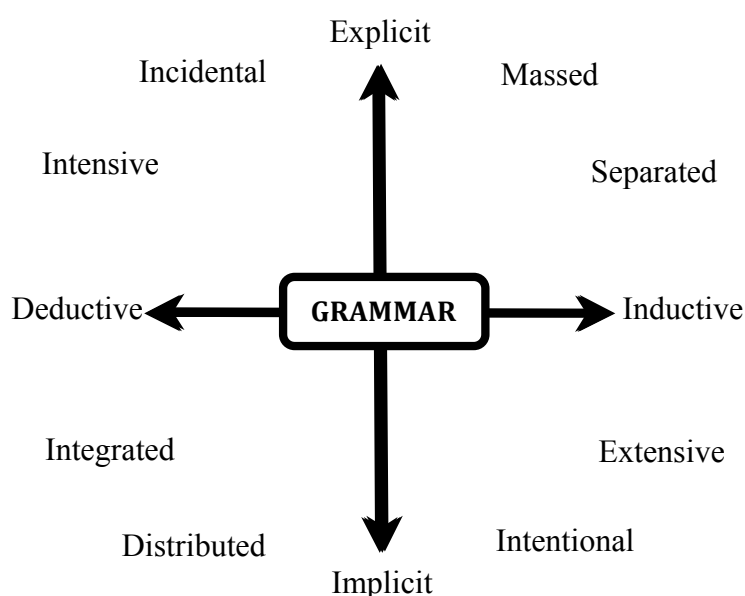 Explicit
Incidental
Massed
Intensive
Separated
Deductive
GRAMMAR
Inductive
Integrated
Extensive
Distributed
Intentional
Implicit